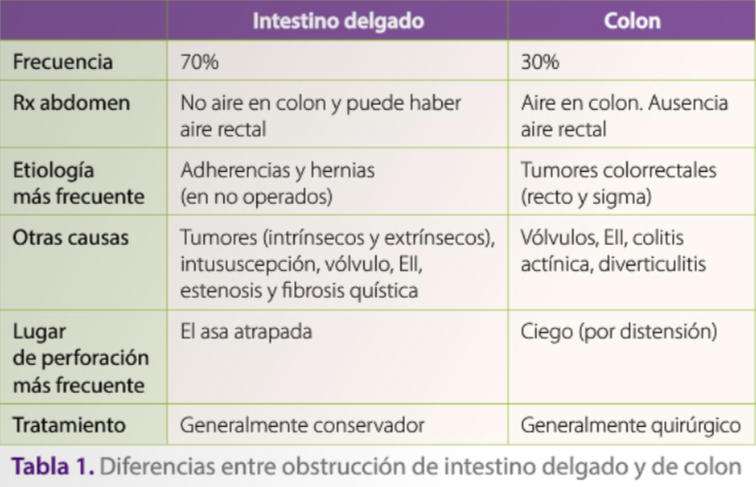 Intestino delgado Colon
Frecuencia 70% 30%
Rx abdomen No aire en colon y puede haber Aire en colon. Ausencia
aire rectal aire rectal
Etiología Adherencias y hernias Tumores colorrectales
más frecuente (en no operados) (recto y sigma)
Otras causas Tumores (intrínsecos y extrínsecos), Vólvulos, EII, colitis
intususcepción, vólvulo, EII, actínica, diverticulitis
estenosis y fibrosis quística
Lugar El asa atrapada Ciego (por distensión)
de perforación
más frecuente
Tratamiento Generalmente conservador Generalmente quirúrgico
Tabla 1. Diferencias entre obstrucción de intestino delgado y de colon